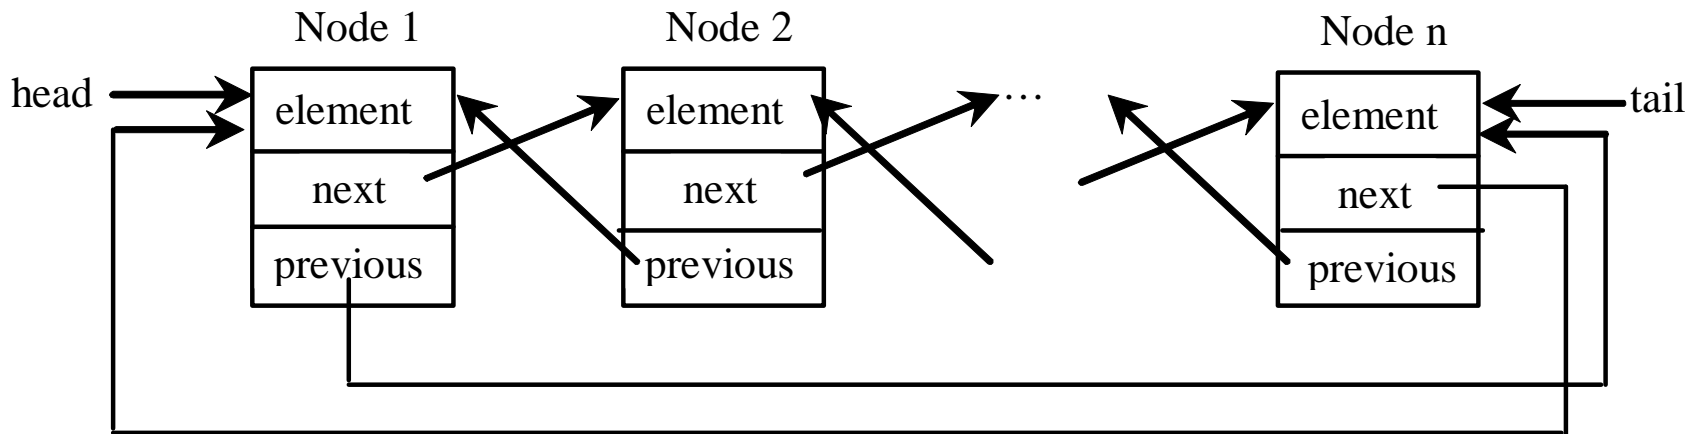 Node 1
Node 2
Node n
head
element
element
...
element
tail
next
next
next
previous
previous
previous